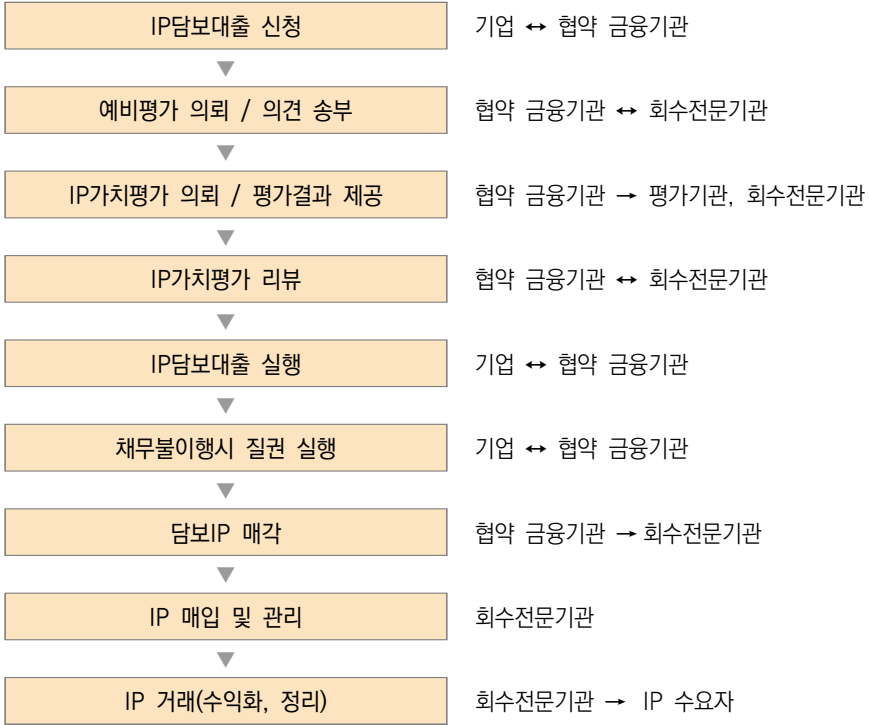 IP담보대출 신청 기업 ↔ 협약 금융기관
▼
예비평가 의뢰 / 의견 송부 협약 금융기관 ↔ 회수전문기관
▼
IP가치평가 의뢰 / 평가결과 제공 협약 금융기관 → 평가기관, 회수전문기관
▼
IP가치평가 리뷰 협약 금융기관 ↔ 회수전문기관
▼
IP담보대출 실행 기업 ↔ 협약 금융기관
▼
채무불이행시 질권 실행 기업 ↔ 협약 금융기관
▼
담보IP 매각 협약 금융기관 → 회수전문기관
▼
IP 매입 및 관리 회수전문기관
▼
IP 거래(수익화, 정리) 회수전문기관 → IP 수요자